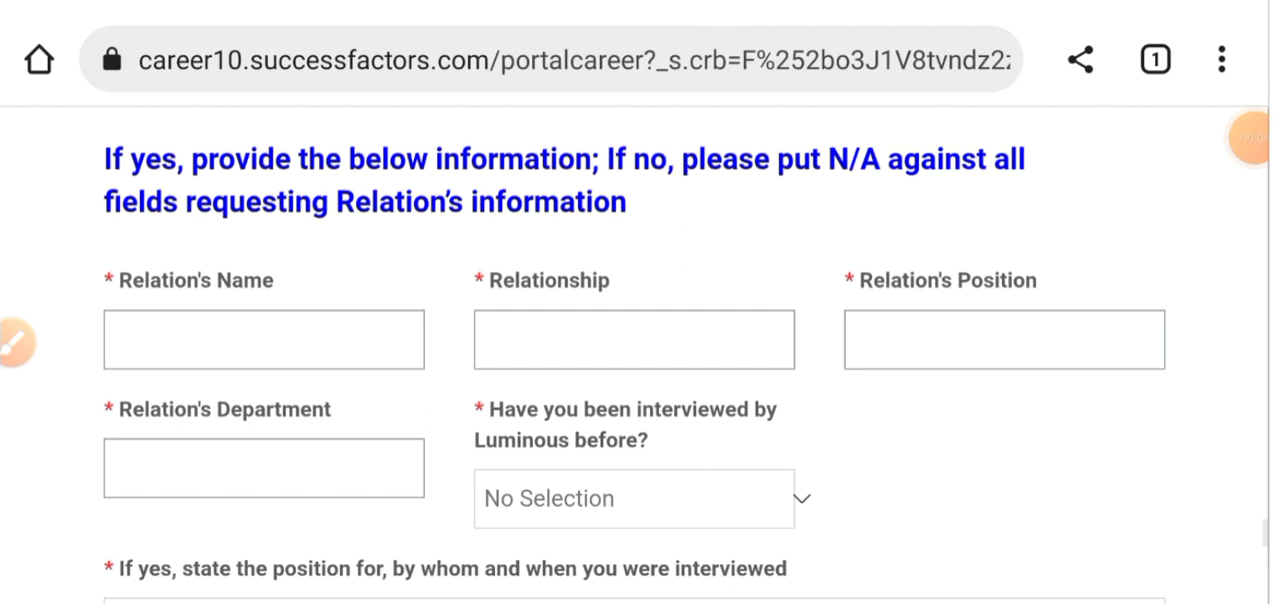 career10.successfactors.com/portalcareer?_s.crb=F%252bo3J1V8tvndz2
1
If yes, provide the below information; If no, please put N/A against all
fields requesting Relation's information
* Relation's Name
* Relationship
* Relation's Position
* Relation's Department
* Have you been interviewed by
Luminous before?
No Selection
* If yes, state the position for, by whom and when you were interviewed